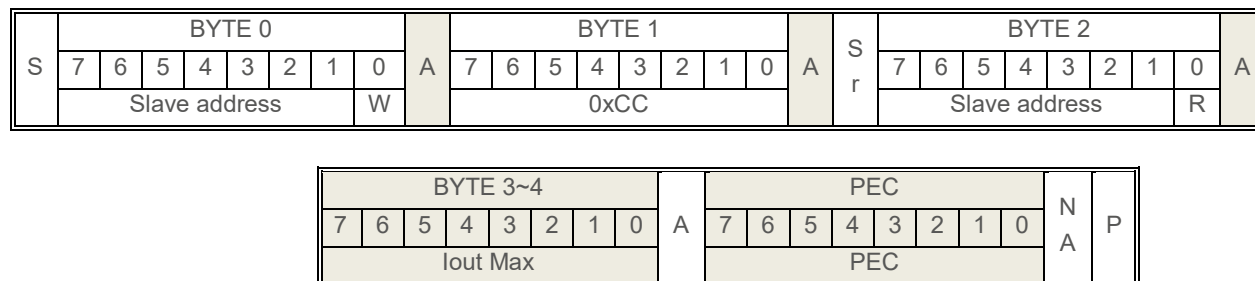 S BYTE 0 A BYTE 1 A Sr BYTE 2 A
7 6 5 4 3 2 1 0 7 6 5 4 3 2 1 0 7 6 5 4 3 2 1 0
Slave address W 0xCC Slave address R
BYTE 3~4 A PEC NA P
7 6 5 4 3 2 1 0 7 6 5 4 3 2 1 0
Iout Max PEC